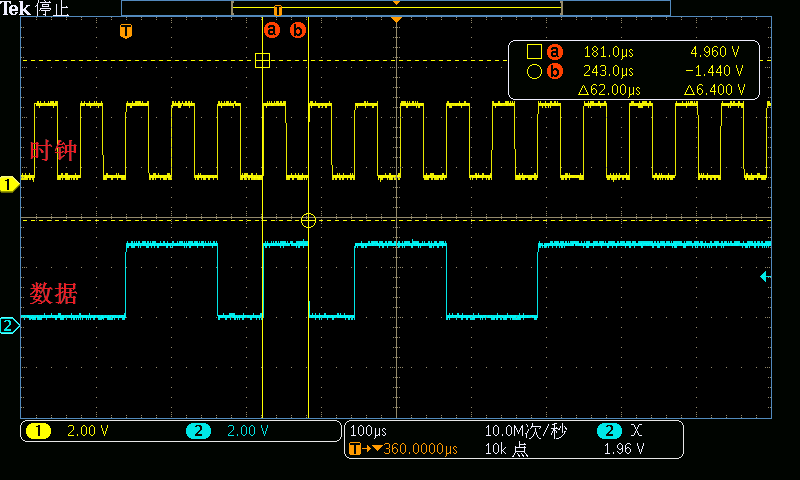 Tek 停止
T
T
a b
a 181.0μs 4.960 V
b 243.0μs −1.440 V
△62.00μs △6.400 V
时钟
1
数据
2
1 2.00 V 2 2.00 V
100μs 10.0M次/秒 2
T→▼360.0000μs 10k 点 1.96 V